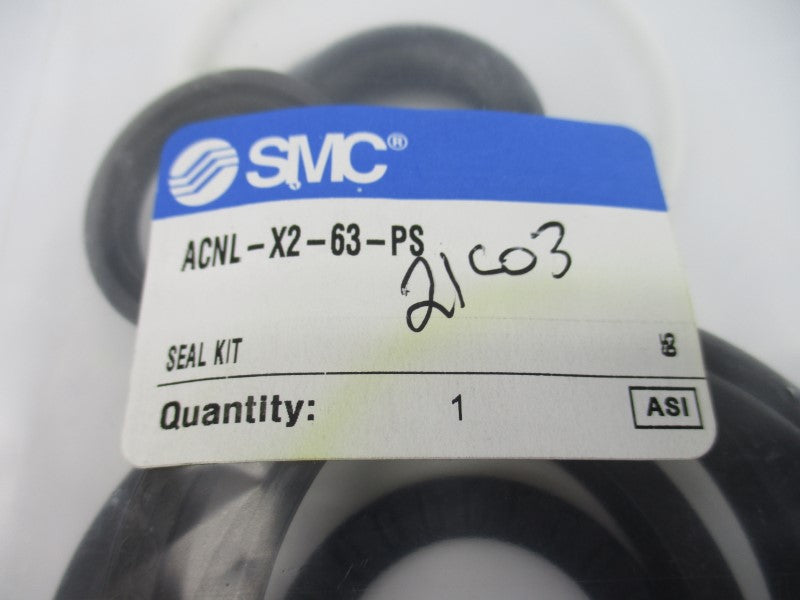 SMC®
ACNL-X2-63-PS
21C03
SEAL KIT
Quantity: 1 ASI